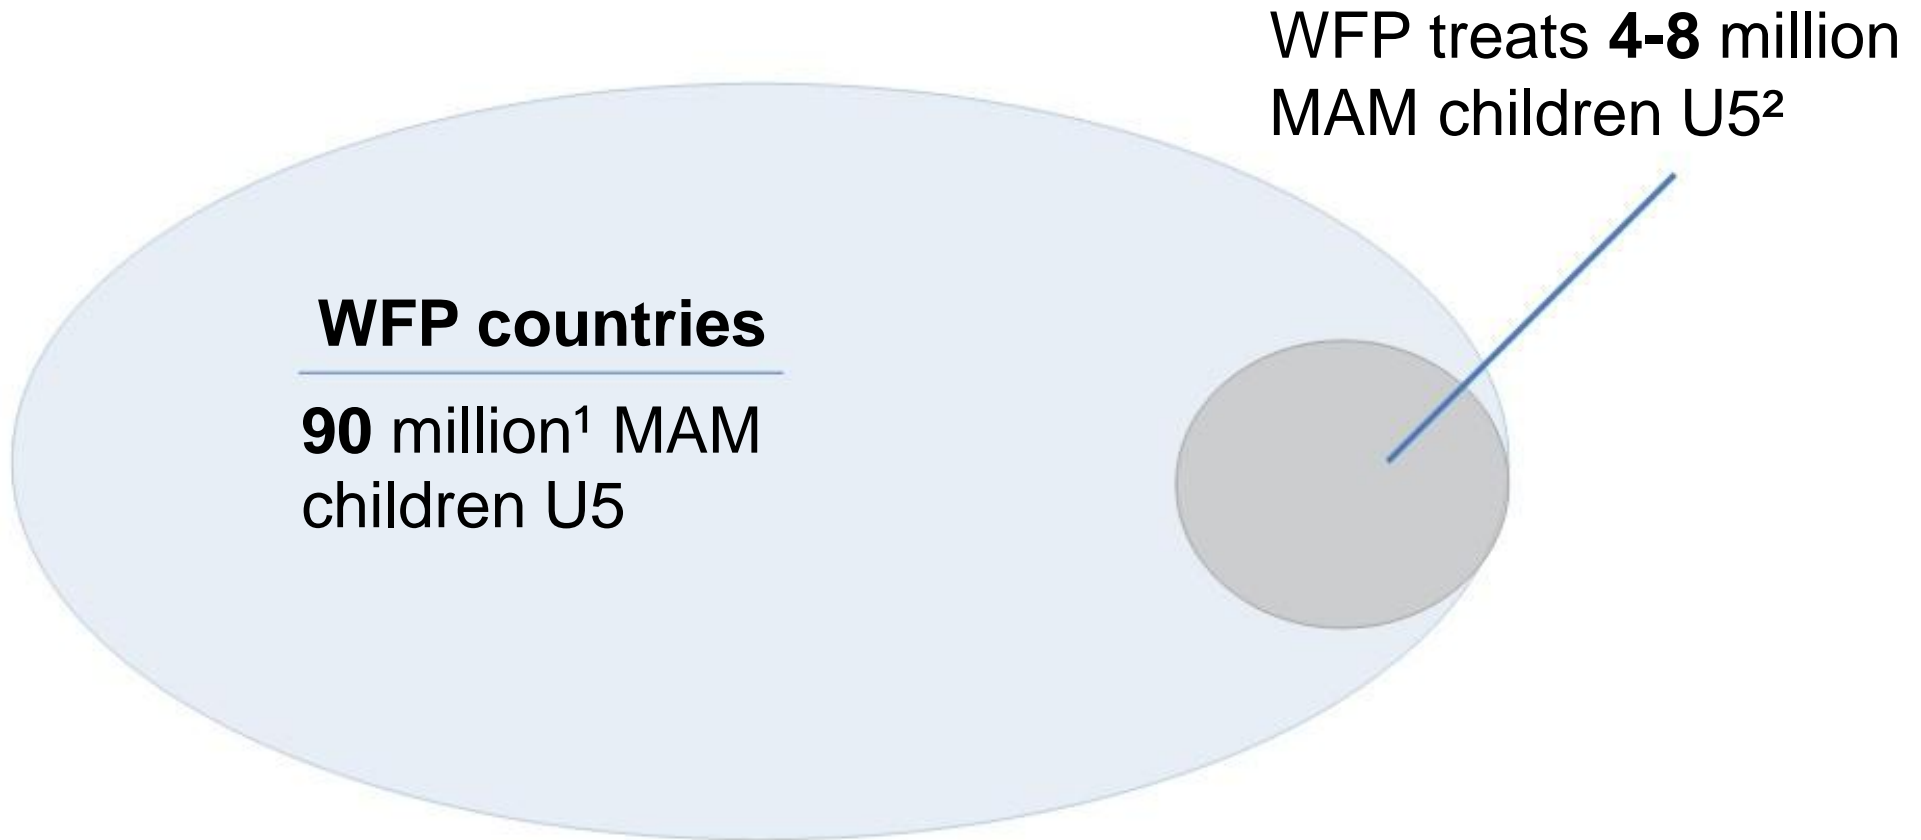 WFP treats 4-8 million
MAM children U5²
WFP countries
90 million¹ MAM
children U5